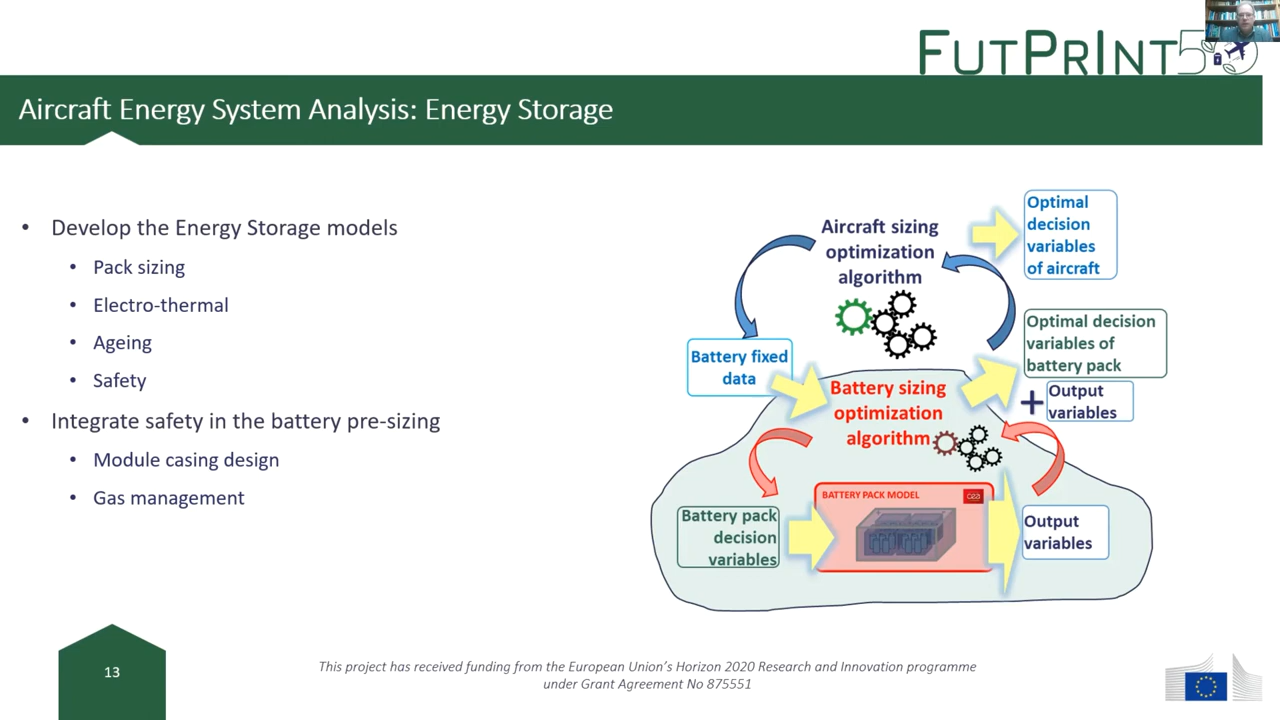 FUTPRINT50
Aircraft Energy System Analysis: Energy Storage
• Develop the Energy Storage models
• Pack sizing
• Electro-thermal
• Ageing
• Safety
• Integrate safety in the battery pre-sizing
• Module casing design
• Gas management
Aircraft sizing
optimization
algorithm
Optimal
decision
variables
of aircraft
Battery fixed
data
Optimal decision
variables of
battery pack
+
Output
variables
Battery sizing
optimization
algorithm
Battery pack
decision
variables
BATTERY PACK MODEL
cea
Output
variables
13
This project has received funding from the European Union’s Horizon 2020 Research and Innovation programme
under Grant Agreement No 875551